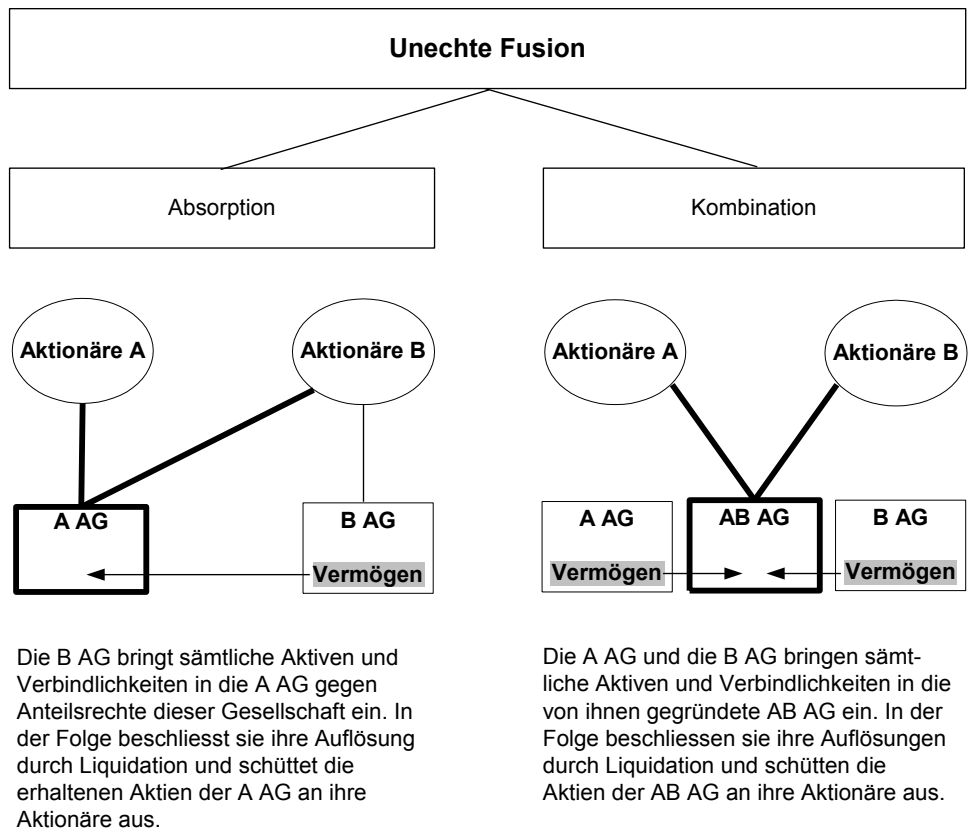 Unechte Fusion
Absorption
Kombination
Aktionäre A
Aktionäre B
Aktionäre A
Aktionäre B
A AG
B AG
Vermögen
A AG
AB AG
B AG
Vermögen
Vermögen
Die B AG bringt sämtliche Aktiven und
Verbindlichkeiten in die A AG gegen
Anteilsrechte dieser Gesellschaft ein. In
der Folge beschliesst sie ihre Auflösung
durch Liquidation und schüttet die
erhaltenen Aktien der A AG an ihre
Aktionäre aus.
Die A AG und die B AG bringen sämt-
liche Aktiven und Verbindlichkeiten in die
von ihnen gegründete AB AG ein. In der
Folge beschliessen sie ihre Auflösungen
durch Liquidation und schütten die
Aktien der AB AG an ihre Aktionäre aus.